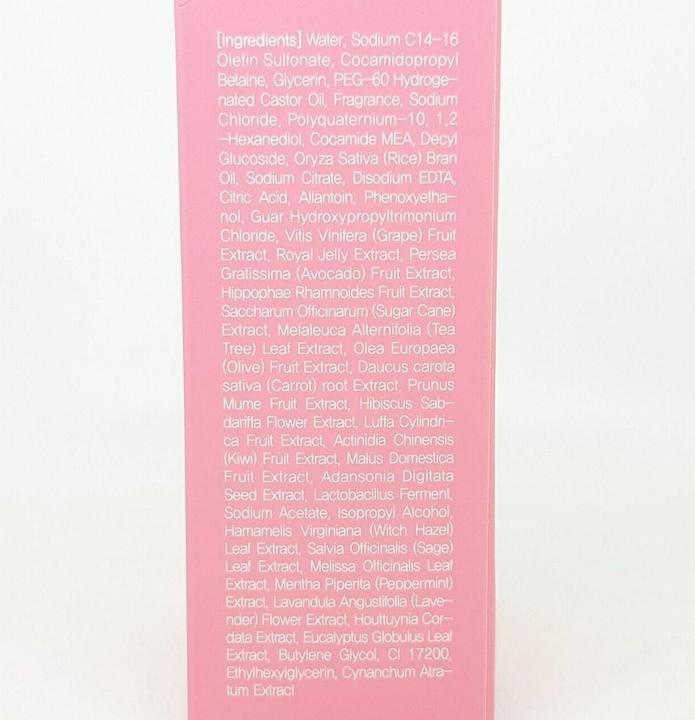 [Ingredients] Water, Sodium C14-16
Olefin Sulfonate, Cocamidopropyl
Betaine, Glycerin, PEG-60 Hydroge-
nated Castor Oil, Fragrance, Sodium
Chloride, Polyquaternium-10, 1,2
-Hexanediol, Cocamide MEA, Decyl
Glucoside, Oryza Sativa (Rice) Bran
Oil, Sodium Citrate, Disodium EDTA,
Citric Acid, Allantoin, Phenoxyetha-
nol, Guar Hydroxypropyltrimonium
Chloride, Vitis Vinifera (Grape) Fruit
Extract, Royal Jelly Extract, Persea
Gratissima (Avocado) Fruit Extract,
Hippophae Rhamnoides Fruit Extract,
Saccharum Officinarum (Sugar Cane)
Extract, Melaleuca Alternifolia (Tea
Tree) Leaf Extract, Olea Europaea
(Olive) Fruit Extract, Daucus carota
sativa (Carrot) root Extract, Prunus
Mume Fruit Extract, Hibiscus Sab-
dariffa Flower Extract, Luffa Cylindri-
ca Fruit Extract, Actinidia Chinensis
(Kiwi) Fruit Extract, Malus Domestica
Fruit Extract, Adansonia Digitata
Seed Extract, Lactobacillus Ferment,
Sodium Acetate, Isopropyl Alcohol,
Hamamelis Virginiana (Witch Hazel)
Leaf Extract, Salvia Officinalis (Sage)
Leaf Extract, Melissa Officinalis Leaf
Extract, Mentha Piperita (Peppermint)
Extract, Lavandula Angustifolia (Lave-
nder) Flower Extract, Houttuynia Cor-
data Extract, Eucalyptus Globulus Leaf
Extract, Butylene Glycol, CI 17200,
Ethylhexylglycerin, Cynanchum Atra-
tum Extract